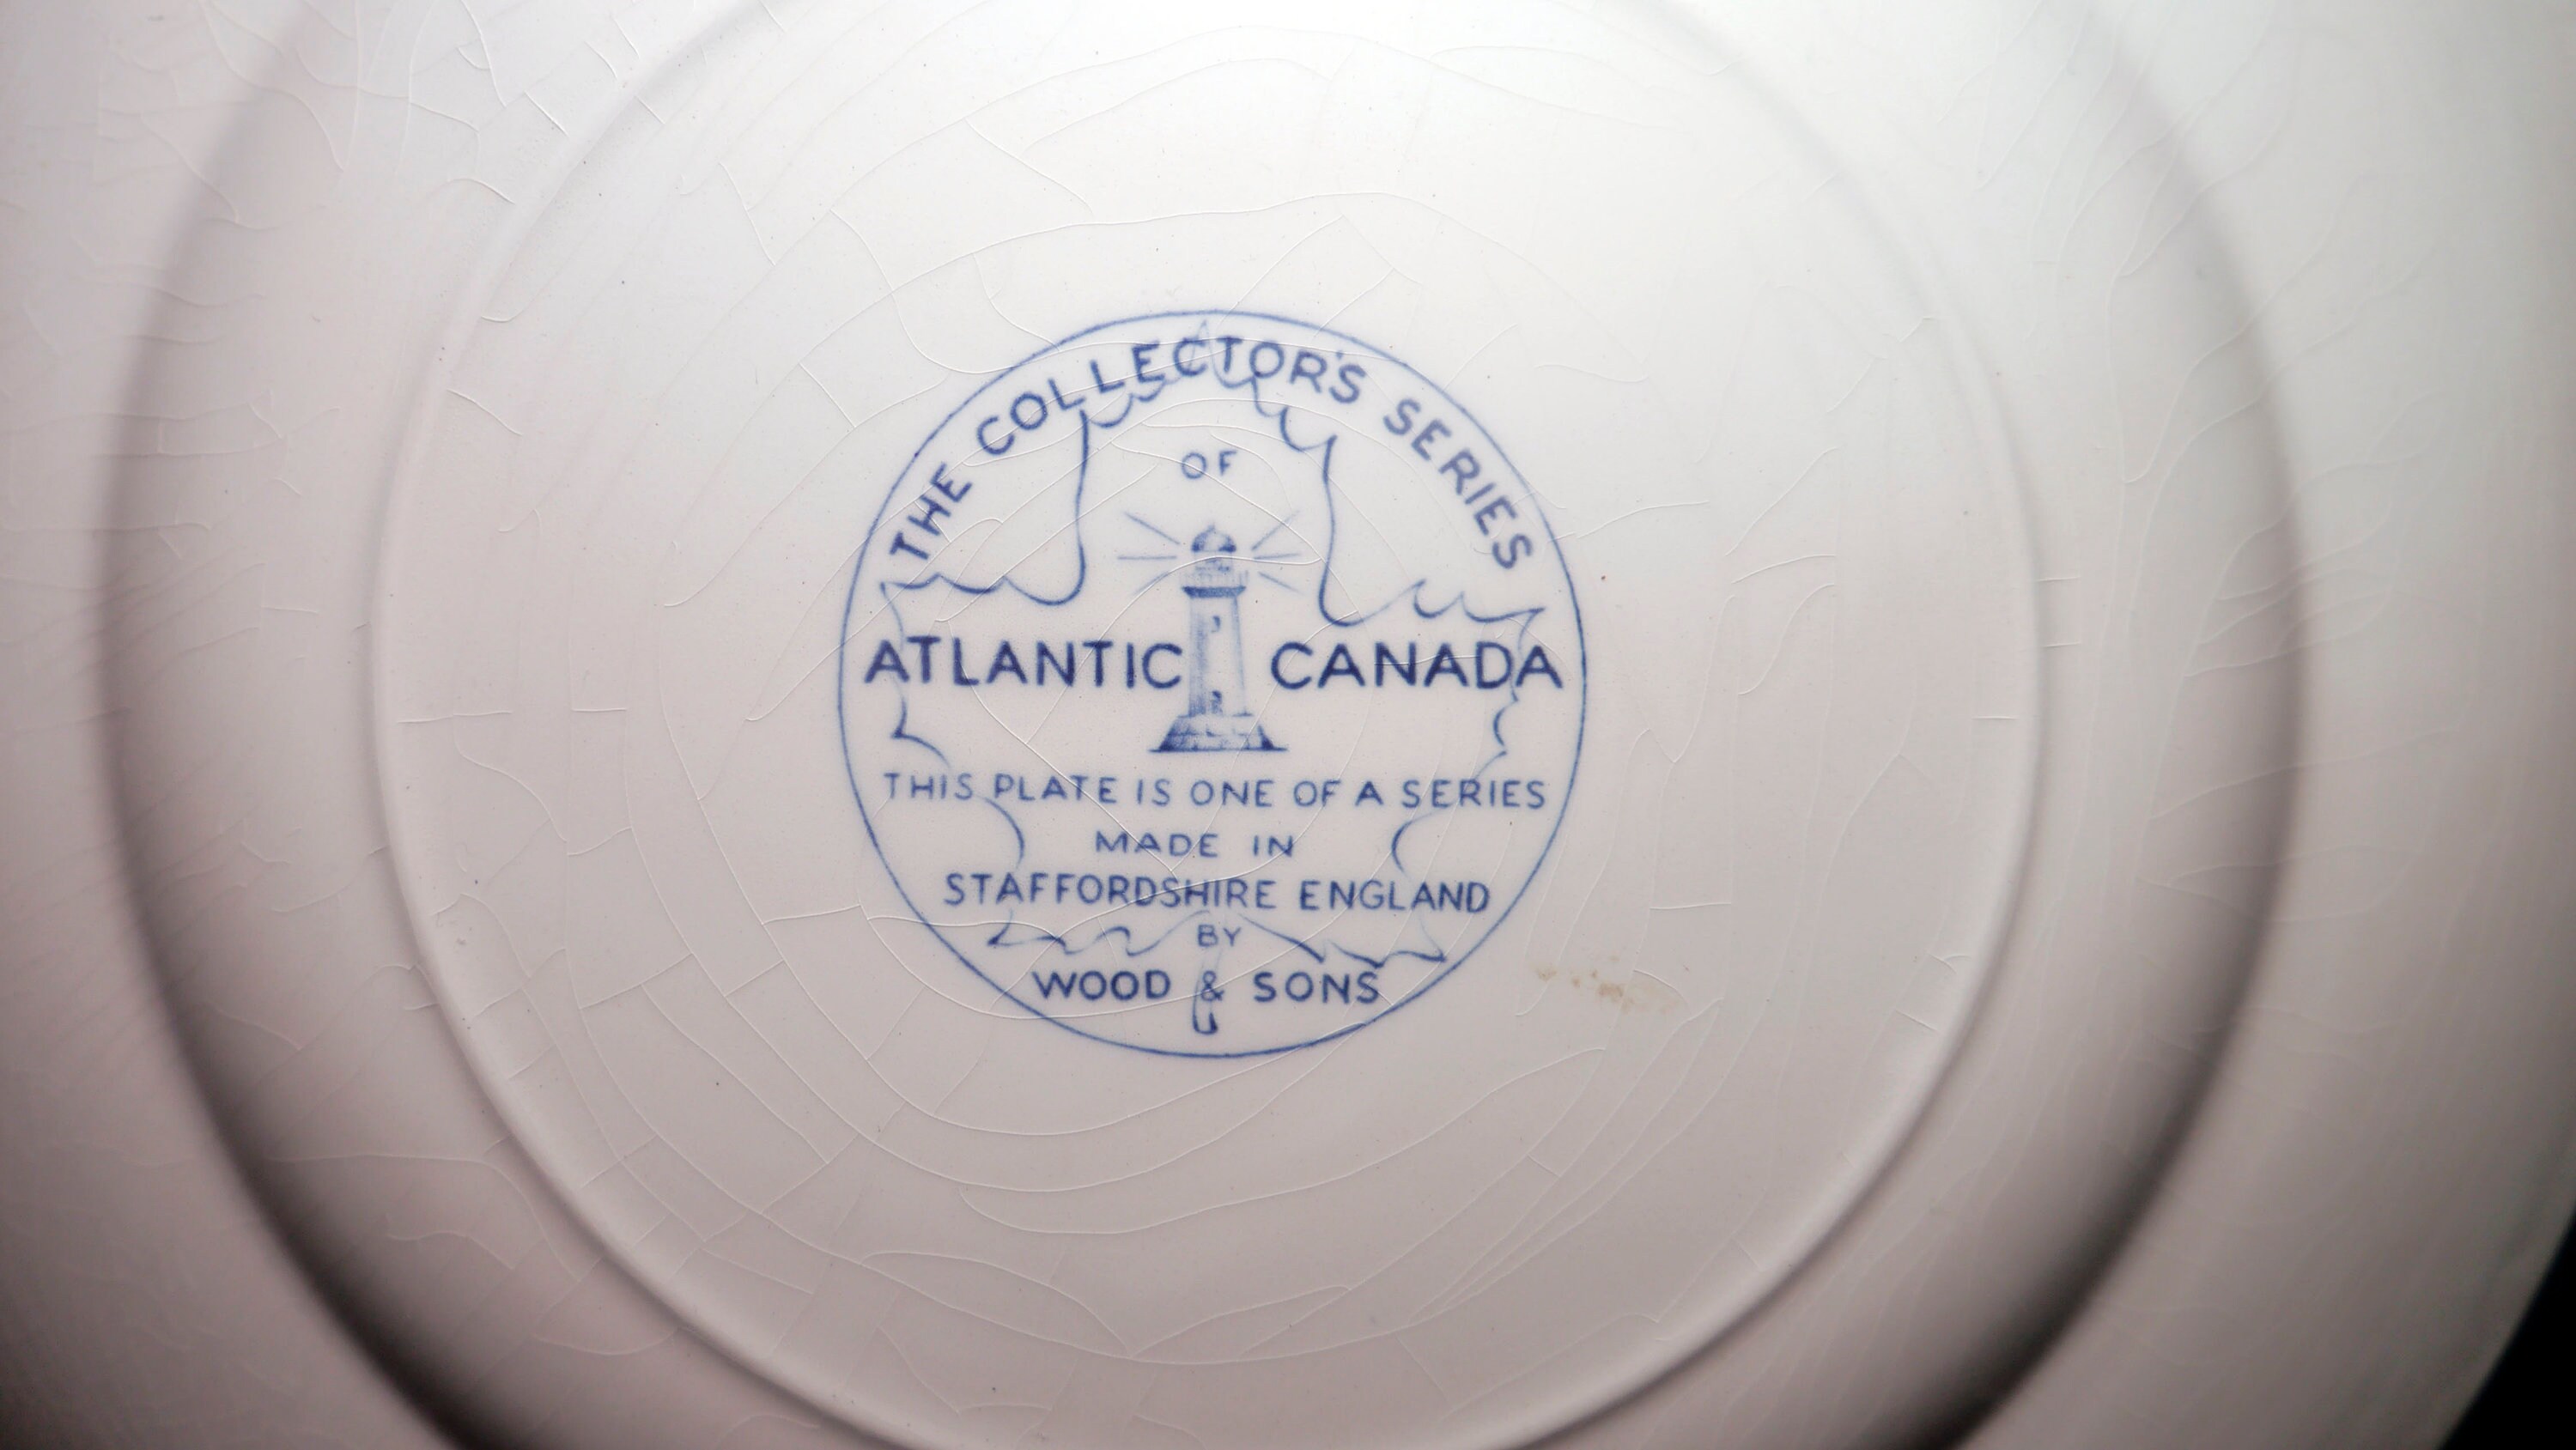 THE COLLECTOR'S SERIES
OF
ATLANTIC CANADA
THIS PLATE IS ONE OF A SERIES
MADE IN
STAFFORDSHIRE ENGLAND
BY
WOOD & SONS